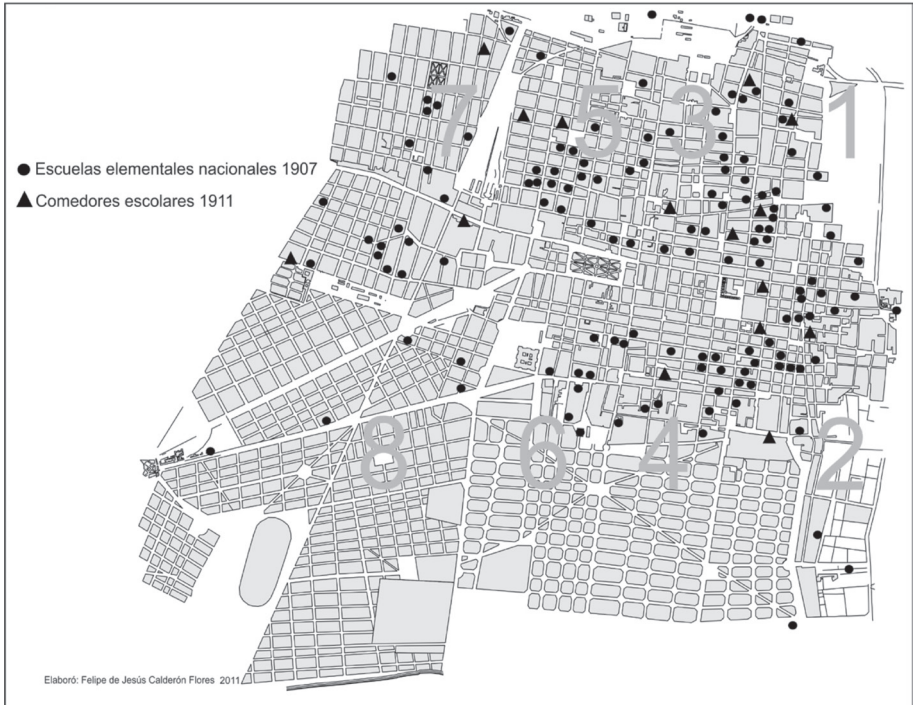 7
5
3
1
● Escuelas elementales nacionales 1907
▲ Comedores escolares 1911
8
6
4
2
Elaboró: Felipe de Jesús Calderón Flores 2011